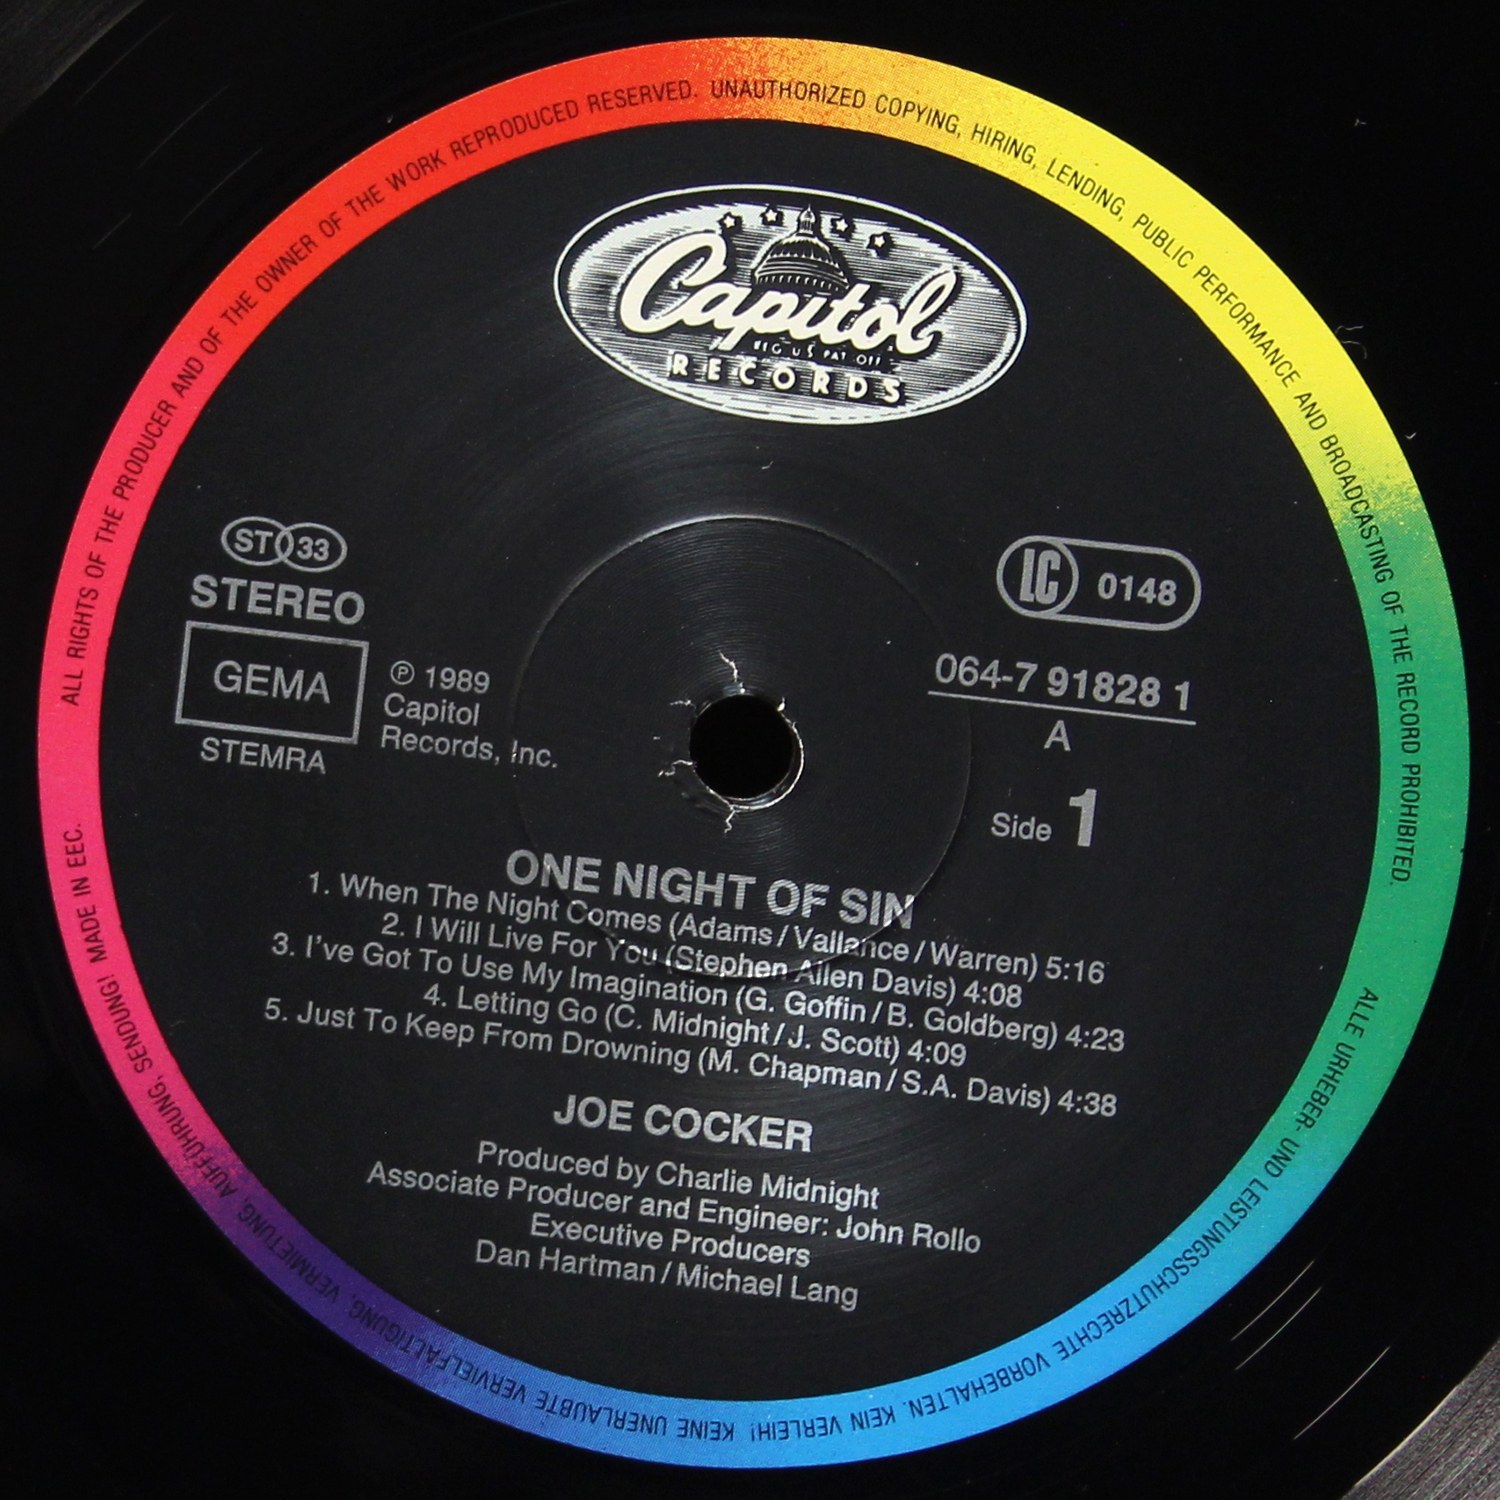 ALL RIGHTS OF THE PRODUCER AND OF THE OWNER OF THE WORK REPRODUCED RESERVED. UNAUTHORIZED COPYING, HIRING, LENDING, PUBLIC PERFORMANCE AND BROADCASTING OF THE RECORD PROHIBITED.
Capitol
REG US PAT OFF
RECORDS
ST 33
STEREO
GEMA
STEMRA
℗ 1989
Capitol
Records, Inc.
LC 0148
064-7 91828 1
A
Side 1
ONE NIGHT OF SIN
1. When The Night Comes (Adams/Vallance/Warren) 5:16
2. I Will Live For You (Stephen Allen Davis) 4:08
3. I've Got To Use My Imagination (G. Goffin/B. Goldberg) 4:23
4. Letting Go (C. Midnight/J. Scott) 4:09
5. Just To Keep From Drowning (M. Chapman/S.A. Davis) 4:38
JOE COCKER
Produced by Charlie Midnight
Associate Producer and Engineer: John Rollo
Executive Producers
Dan Hartman/Michael Lang
ALLE URHEBER- UND LEISTUNGSSCHUTZRECHTE VORBEHALTEN. KEIN VERLEIH! KEINE UNERLAUBTE VERVIELFÄLTIGUNG, VERMIETUNG, AUFFÜHRUNG, SENDUNG! MADE IN EEC.